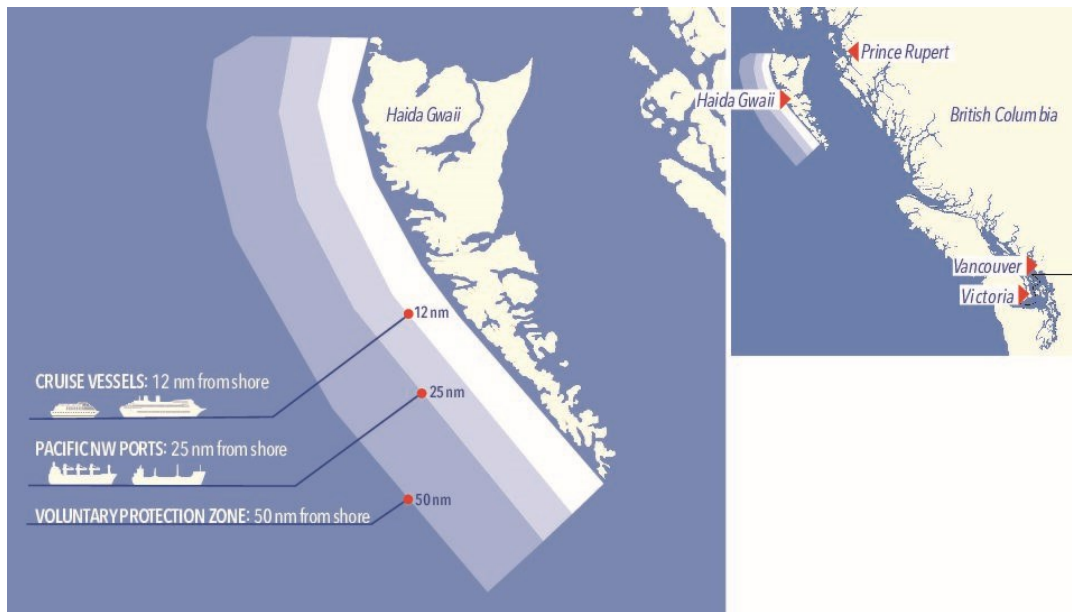 Haida Gwaii
12 nm
CRUISE VESSELS: 12 nm from shore
25 nm
PACIFIC NW PORTS: 25 nm from shore
50 nm
VOLUNTARY PROTECTION ZONE: 50 nm from shore
Prince Rupert
Haida Gwaii
British Columbia
Vancouver
Victoria